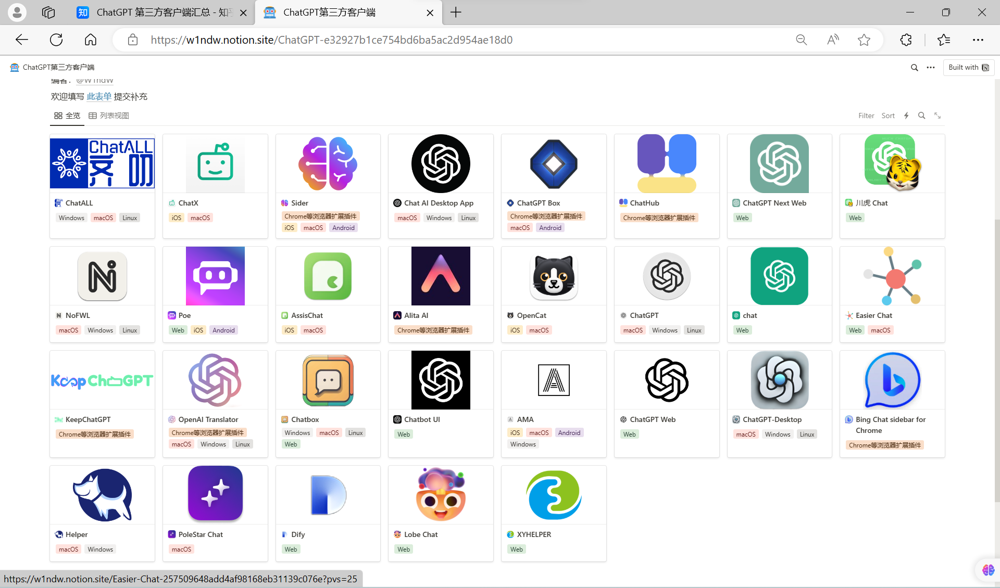 ChatGPT 第三方客户端汇总 - 知乎
ChatGPT第三方客户端
https://w1ndw.notion.site/ChatGPT-e32927b1ce754bd6ba5ac2d954ae18d0
ChatGPT第三方客户端
Built with
编者： @W1ndW
欢迎填写 此表单 提交补充
全览 列表视图
Filter Sort
ChatALL
齐叨
ChatALL
Windows macOS Linux
ChatX
iOS macOS
Sider
Chrome等浏览器扩展插件
iOS macOS Android
Chat AI Desktop App
macOS Windows Linux
ChatGPT Box
Chrome等浏览器扩展插件
macOS Android
ChatHub
Chrome等浏览器扩展插件
ChatGPT Next Web
Web
川虎 Chat
Web
NoFWL
macOS Windows Linux
Poe
Web iOS Android
AssisChat
iOS macOS
Alita AI
Chrome等浏览器扩展插件
OpenCat
iOS macOS
ChatGPT
macOS Windows Linux
chat
Web
Easier Chat
Web macOS
Keep ChatGPT
KeepChatGPT
Chrome等浏览器扩展插件
OpenAI Translator
Chrome等浏览器扩展插件
macOS Windows Linux
Chatbox
Windows macOS Linux
Web
Chatbot UI
Web
AMA
iOS macOS Android
Windows
ChatGPT Web
Web
ChatGPT-Desktop
macOS Windows Linux
Bing Chat sidebar for
Chrome
Chrome等浏览器扩展插件
Helper
macOS Windows
PoleStar Chat
macOS
Dify
Web
Lobe Chat
Web
XYHELPER
Web
https://w1ndw.notion.site/Easier-Chat-257509648add4af98168eb31139c076e?pvs=25